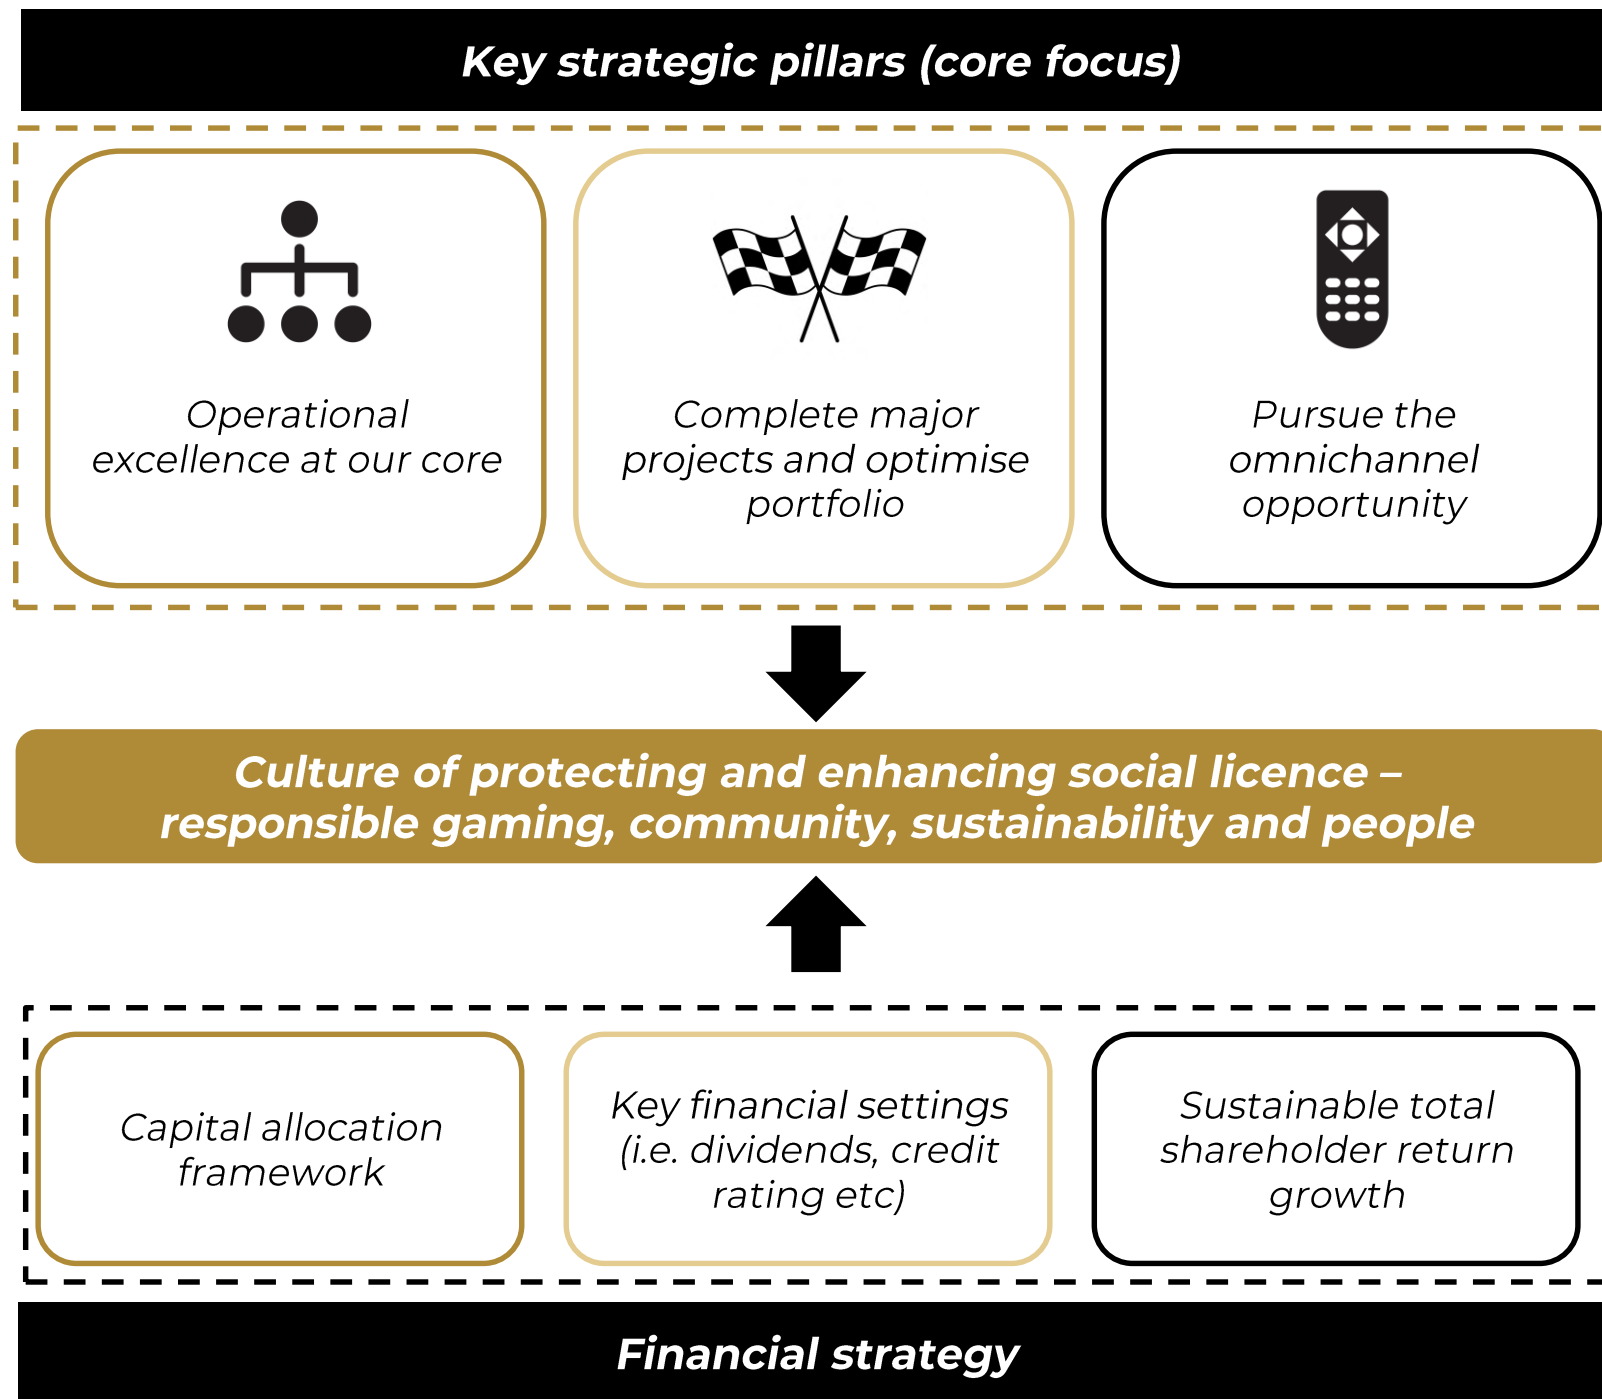 Key strategic pillars (core focus)
Operational
excellence at our core
Complete major
projects and optimise
portfolio
Pursue the
omnichannel
opportunity
Culture of protecting and enhancing social licence –
responsible gaming, community, sustainability and people
Capital allocation
framework
Key financial settings
(i.e. dividends, credit
rating etc)
Sustainable total
shareholder return
growth
Financial strategy